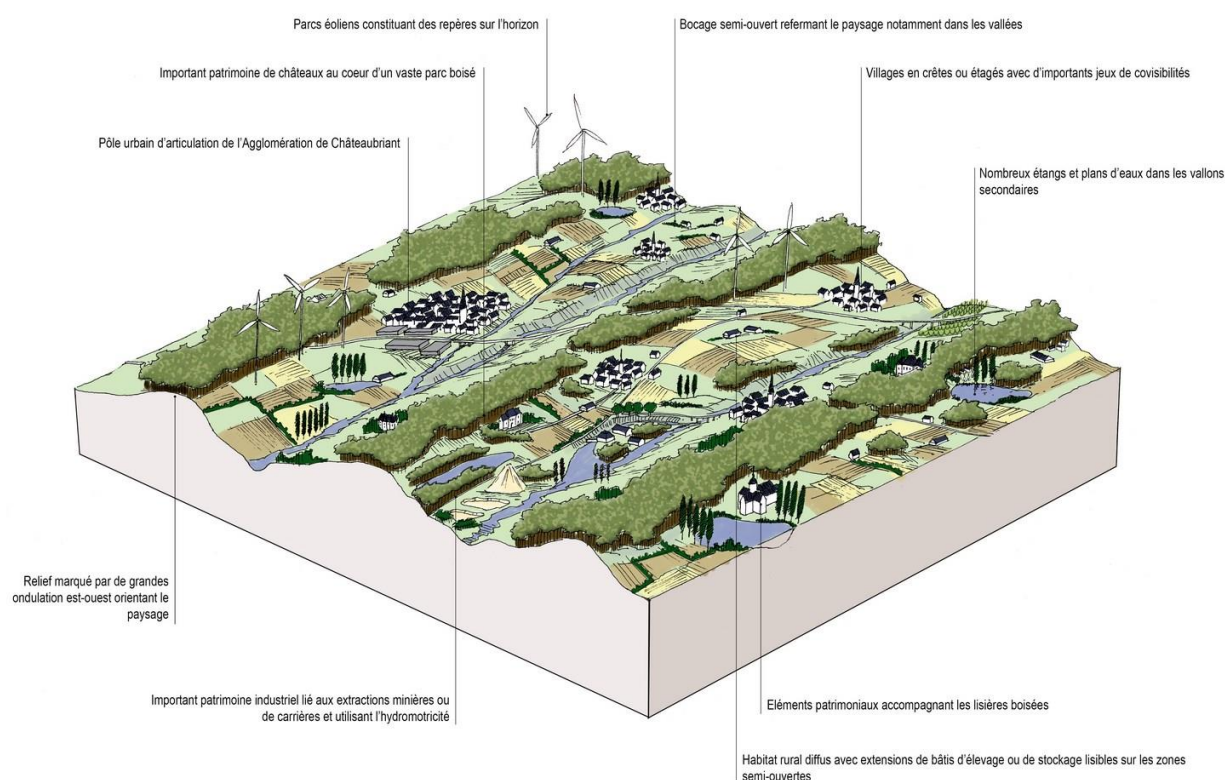 Parcs éoliens constituant des repères sur l'horizon
Bocage semi-ouvert refermant le paysage notamment dans les vallées
Important patrimoine de châteaux au coeur d'un vaste parc boisé
Villages en crêtes ou étagés avec d'importants jeux de covisibilités
Pôle urbain d'articulation de l'Agglomération de Châteaubriant
Nombreux étangs et plans d'eaux dans les vallons
secondaires
Relief marqué par de grandes
ondulation est-ouest orientant le
paysage
Important patrimoine industriel lié aux extractions minières ou
de carrières et utilisant l'hydromotricité
Eléments patrimoniaux accompagnant les lisières boisées
Habitat rural diffus avec extensions de bâtis d'élevage ou de stockage lisibles sur les zones
semi-ouvertes